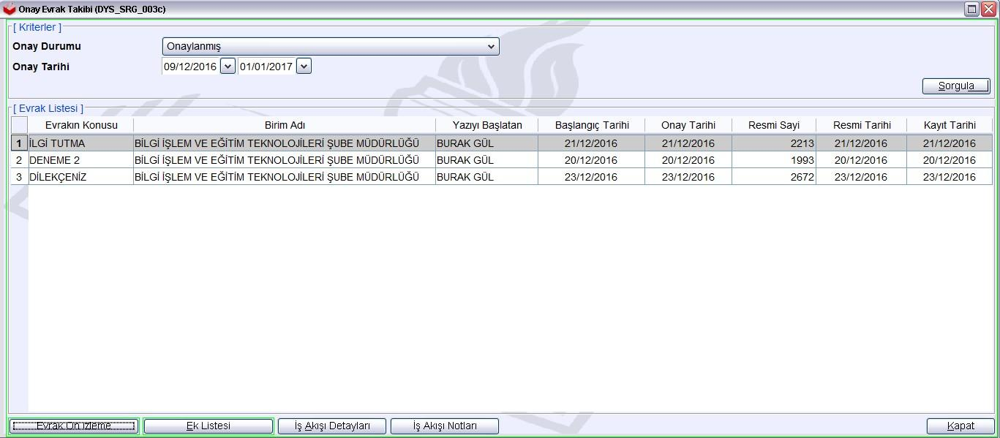 Onay Evrak Takibi (DYS_SRG_003c)
[ Kriterler ]
Onay Durumu Onaylanmış
Onay Tarihi 09/12/2016 01/01/2017
Sorgula
[ Evrak Listesi ]
Evrakın Konusu Birim Adı Yazıyı Başlatan Başlangıç Tarihi Onay Tarihi Resmi Sayi Resmi Tarihi Kayıt Tarihi
1 İLGİ TUTMA BİLGİ İŞLEM VE EĞİTİM TEKNOLOJİLERİ ŞUBE MÜDÜRLÜĞÜ BURAK GÜL 21/12/2016 21/12/2016 2213 21/12/2016 21/12/2016
2 DENEME 2 BİLGİ İŞLEM VE EĞİTİM TEKNOLOJİLERİ ŞUBE MÜDÜRLÜĞÜ BURAK GÜL 20/12/2016 20/12/2016 1993 20/12/2016 20/12/2016
3 DİLEKÇENİZ BİLGİ İŞLEM VE EĞİTİM TEKNOLOJİLERİ ŞUBE MÜDÜRLÜĞÜ BURAK GÜL 23/12/2016 23/12/2016 2672 23/12/2016 23/12/2016
Evrak Ön İzleme Ek Listesi İş Akışı Detayları İş Akışı Notları Kapat